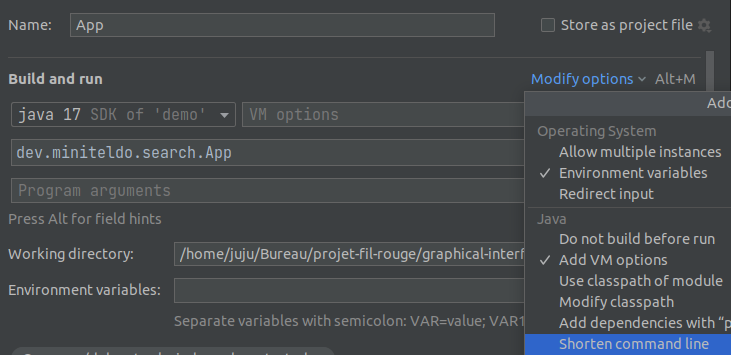 Name: App Store as project file
Build and run Modify options Alt+M
java 17 SDK of 'demo' VM options
dev.miniteldo.search.App
Program arguments
Press Alt for field hints
Working directory: /home/juju/Bureau/projet-fil-rouge/graphical-interf
Environment variables:
Separate variables with semicolon: VAR=value; VAR1
Operating System
Allow multiple instances
Environment variables
Redirect input
Java
Do not build before run
Add VM options
Use classpath of module
Modify classpath
Add dependencies with "p
Shorten command line